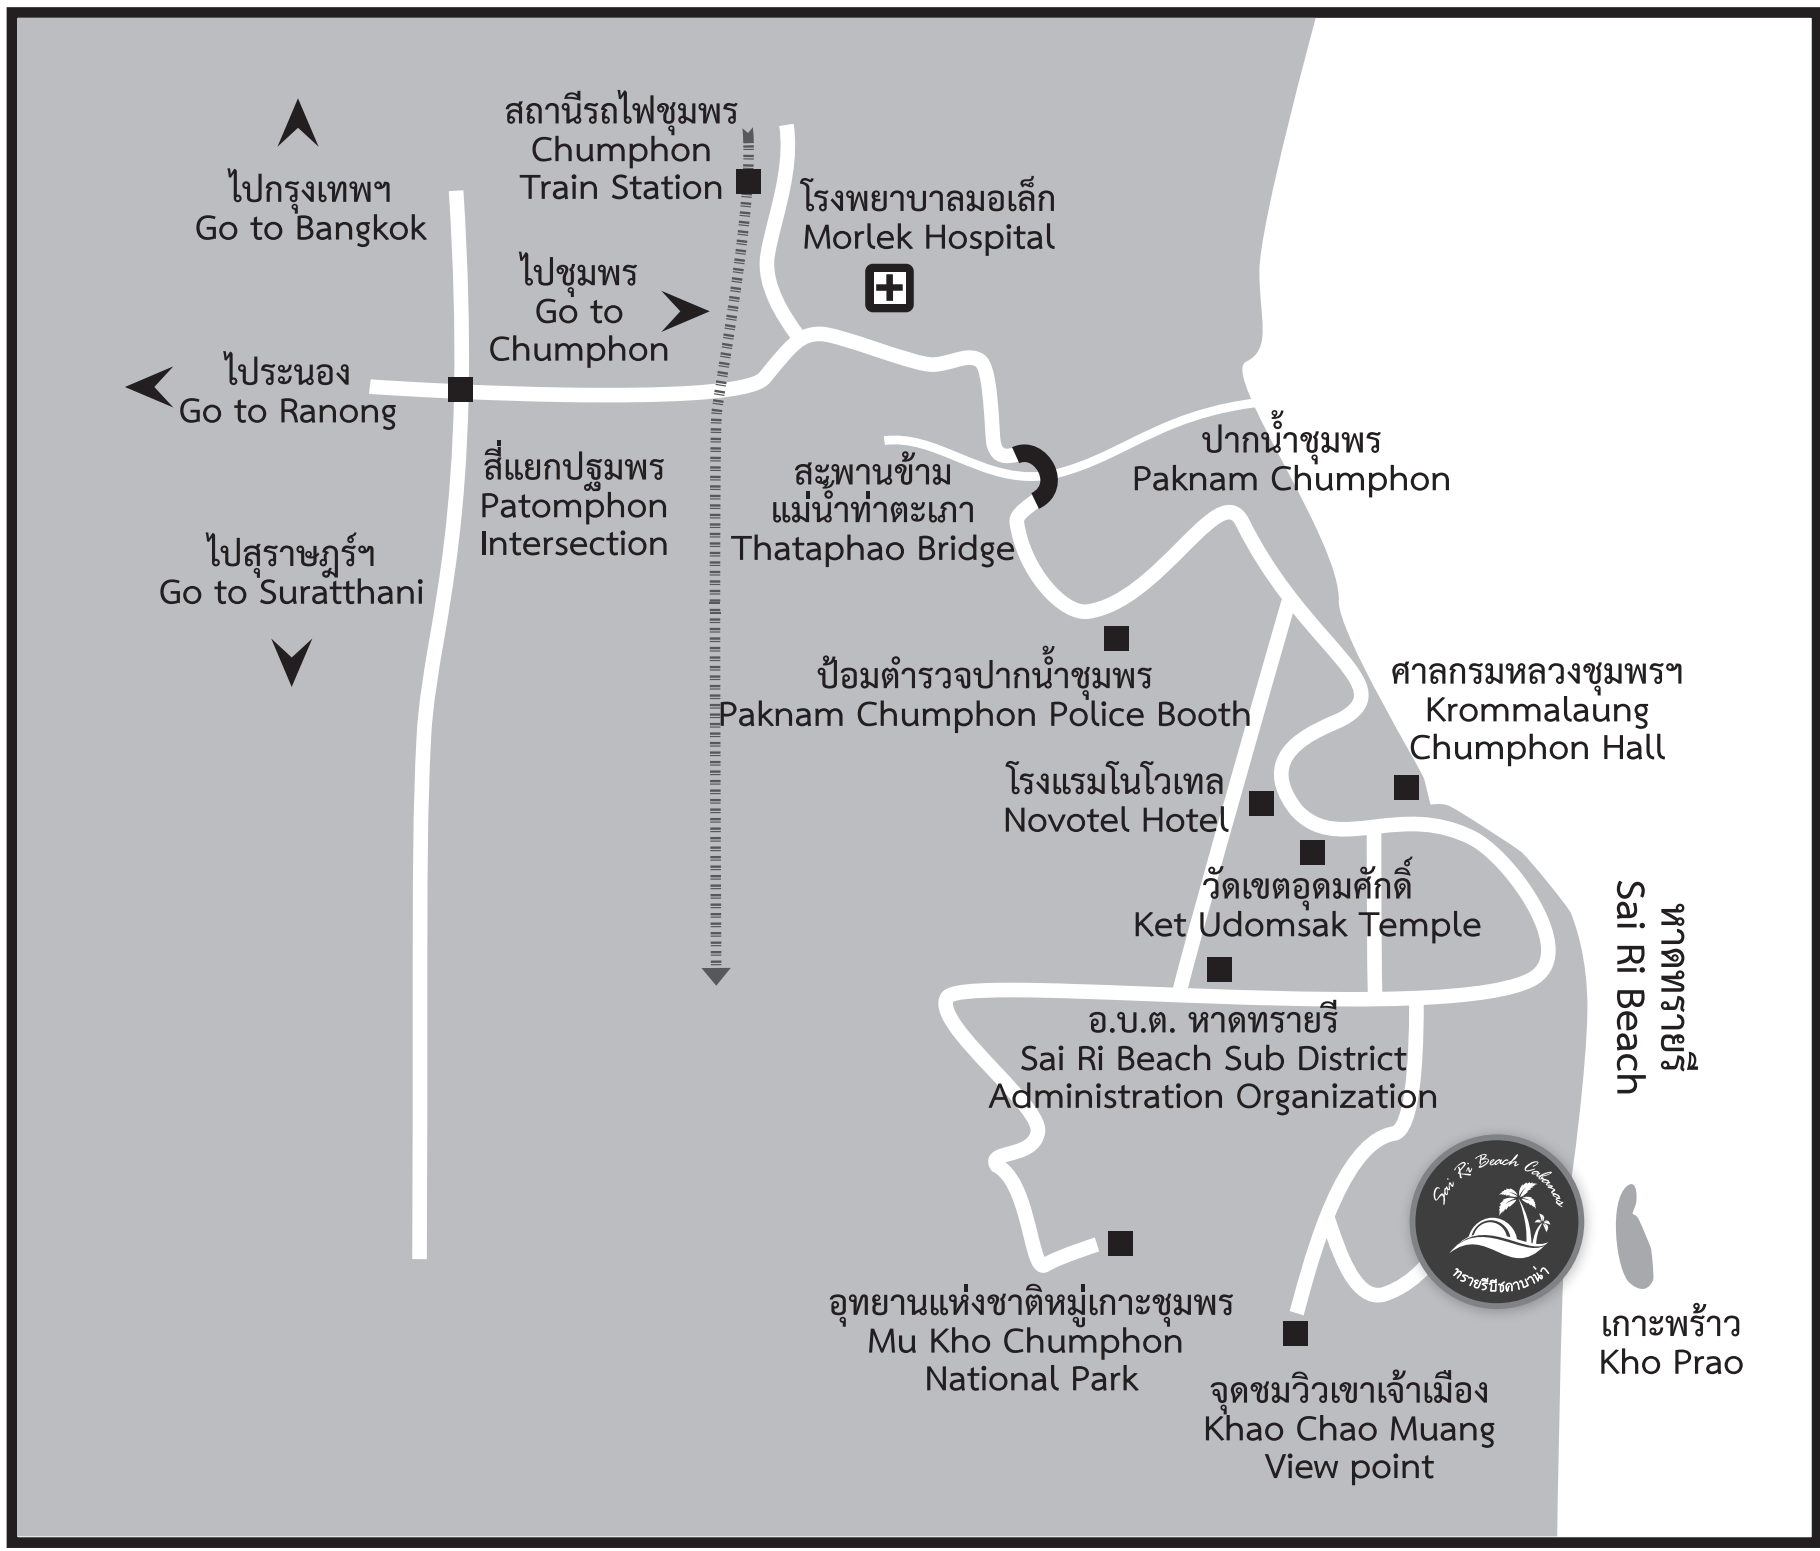 สถานีรถไฟชุมพร
Chumphon
Train Station
ไปกรุงเทพฯ
Go to Bangkok
โรงพยาบาลมอเล็ก
Morlek Hospital
ไปชุมพร
Go to
Chumphon
ไประนอง
Go to Ranong
ปากน้ำชุมพร
Paknam Chumphon
สี่แยกปฐมพร
Patomphon
Intersection
สะพานข้าม
แม่น้ำท่าตะเภา
Thataphao Bridge
ไปสุราษฎร์ฯ
Go to Suratthani
ป้อมตำรวจปากน้ำชุมพร
Paknam Chumphon Police Booth
ศาลกรมหลวงชุมพรฯ
Krommalaung
Chumphon Hall
โรงแรมโนโวเทล
Novotel Hotel
วัดเขตอุดมศักดิ์
Ket Udomsak Temple
หาดทรายรี
Sai Ri Beach
อ.บ.ต. หาดทรายรี
Sai Ri Beach Sub District
Administration Organization
Sai Ri Beach Cabanas
ทรายรีบีชคาบาน่า
อุทยานแห่งชาติหมู่เกาะชุมพร
Mu Kho Chumphon
National Park
เกาะพร้าว
Kho Prao
จุดชมวิวเขาเจ้าเมือง
Khao Chao Muang
View point